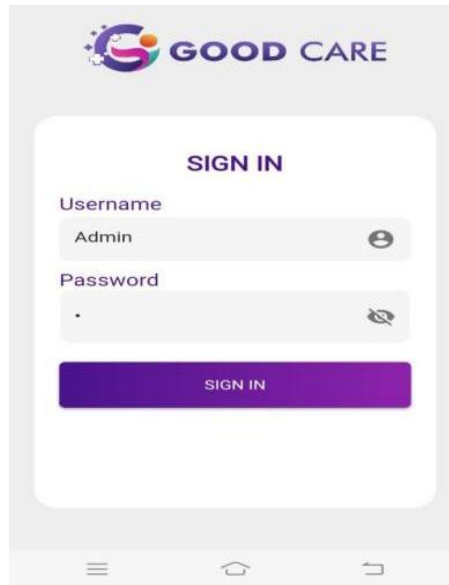 GOOD CARE
SIGN IN
Username
Admin
Password
•
SIGN IN